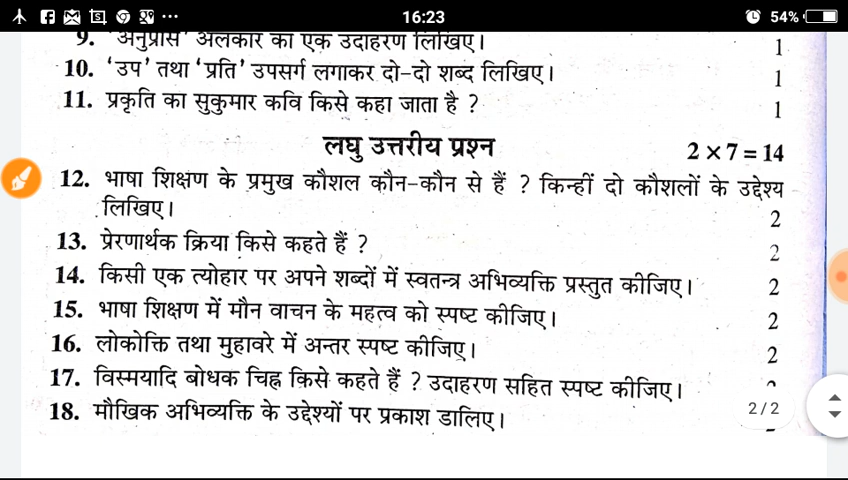 16:23
54%
9. 'अनुप्रास' अलंकार का एक उदाहरण लिखिए। 1
10. 'उप' तथा 'प्रति' उपसर्ग लगाकर दो-दो शब्द लिखिए। 1
11. प्रकृति का सुकुमार कवि किसे कहा जाता है ? 1
लघु उत्तरीय प्रश्न 2 × 7 = 14
12. भाषा शिक्षण के प्रमुख कौशल कौन-कौन से हैं ? किन्हीं दो कौशलों के उद्देश्य
लिखिए। 2
13. प्रेरणार्थक क्रिया किसे कहते हैं ? 2
14. किसी एक त्योहार पर अपने शब्दों में स्वतन्त्र अभिव्यक्ति प्रस्तुत कीजिए। 2
15. भाषा शिक्षण में मौन वाचन के महत्व को स्पष्ट कीजिए। 2
16. लोकोक्ति तथा मुहावरे में अन्तर स्पष्ट कीजिए। 2
17. विस्मयादि बोधक चिह्न किसे कहते हैं ? उदाहरण सहित स्पष्ट कीजिए।
2/2
18. मौखिक अभिव्यक्ति के उद्देश्यों पर प्रकाश डालिए।